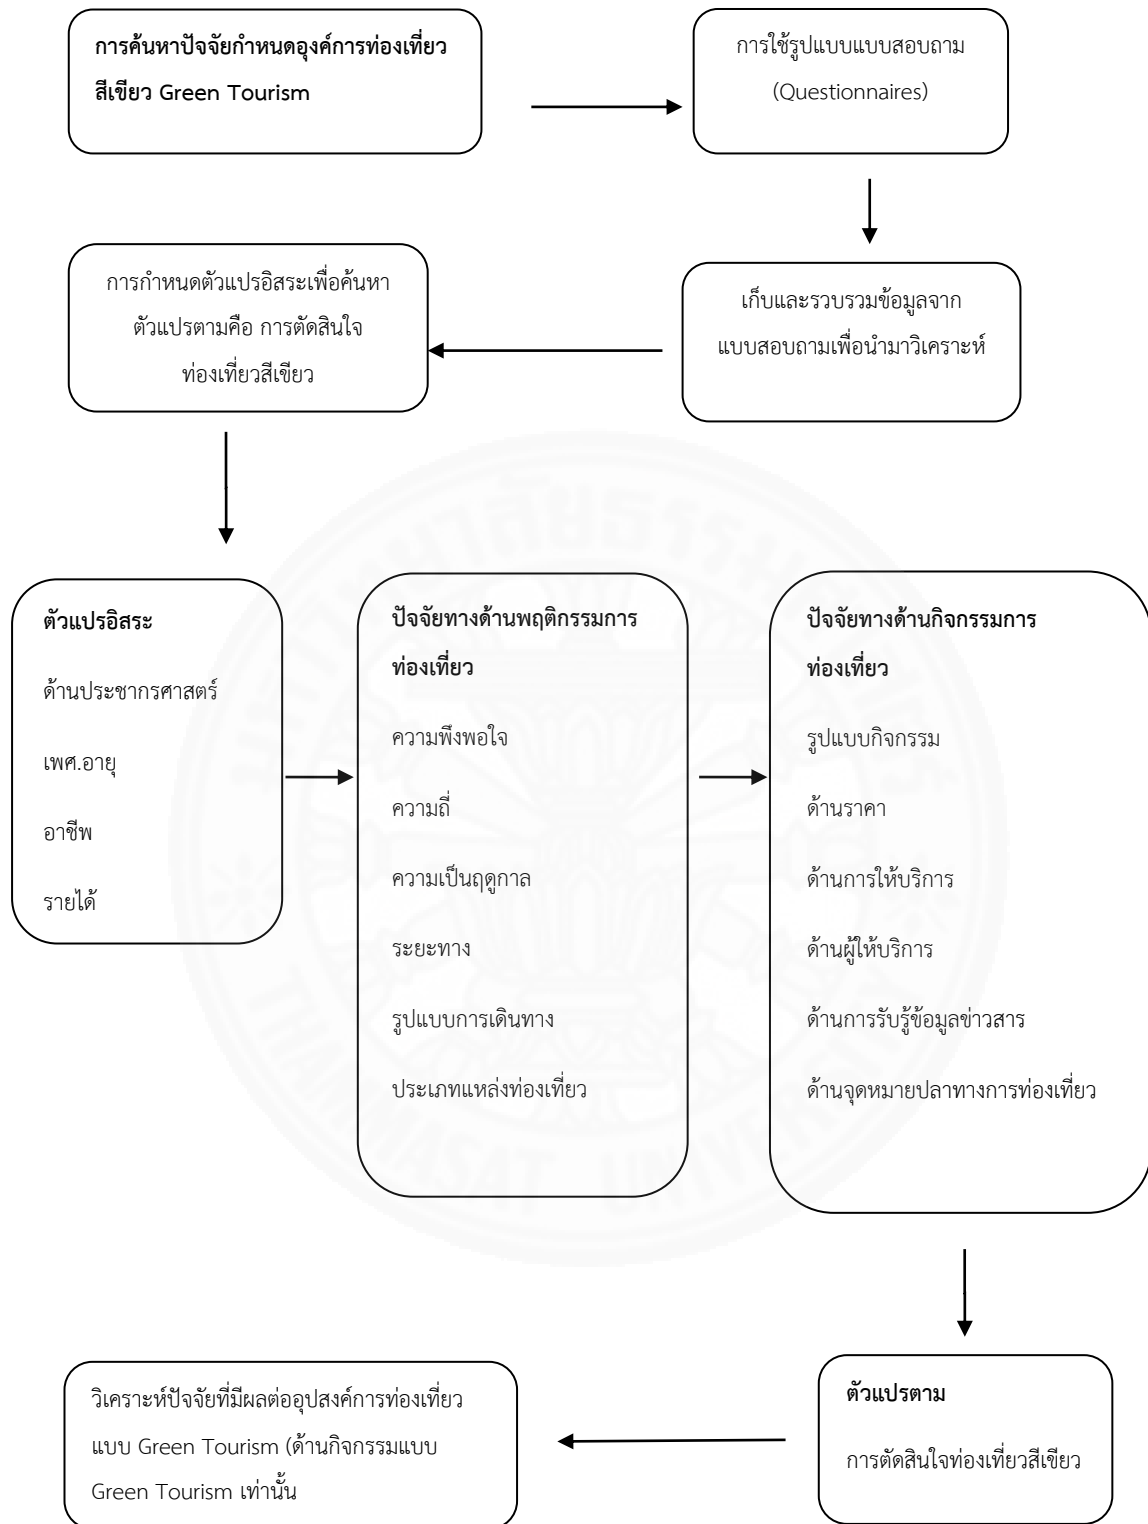 การค้นหาปัจจัยกำหนดอุงค์การท่องเที่ยว
สีเขียว Green Tourism
การใช้รูปแบบแบบสอบถาม
(Questionnaires)
การกำหนดตัวแปรอิสระเพื่อค้นหา
ตัวแปรตามคือ การตัดสินใจ
ท่องเที่ยวสีเขียว
เก็บและรวบรวมข้อมูลจาก
แบบสอบถามเพื่อนำมาวิเคราะห์
ตัวแปรอิสระ
ด้านประชากรศาสตร์
เพศ.อายุ
อาชีพ
รายได้
ปัจจัยทางด้านพฤติกรรมการ
ท่องเที่ยว
ความพึงพอใจ
ความถี่
ความเป็นฤดูกาล
ระยะทาง
รูปแบบการเดินทาง
ประเภทแหล่งท่องเที่ยว
ปัจจัยทางด้านกิจกรรมการ
ท่องเที่ยว
รูปแบบกิจกรรม
ด้านราคา
ด้านการให้บริการ
ด้านผู้ให้บริการ
ด้านการรับรู้ข้อมูลข่าวสาร
ด้านจุดหมายปลาทางการท่องเที่ยว
วิเคราะห์ปัจจัยที่มีผลต่ออุปสงค์การท่องเที่ยว
แบบ Green Tourism (ด้านกิจกรรมแบบ
Green Tourism เท่านั้น
ตัวแปรตาม
การตัดสินใจท่องเที่ยวสีเขียว
มหาวิทยาลัยธรรมศาสตร์
THAMMASAT UNIVERSITY